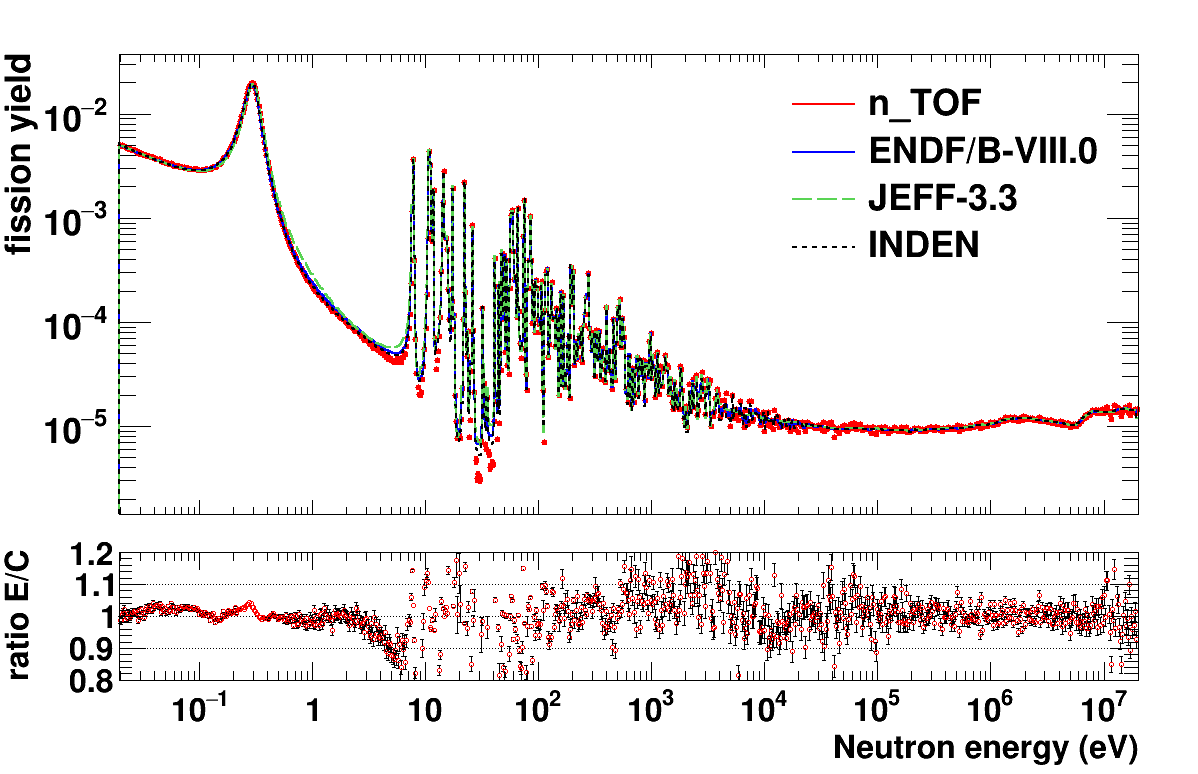 fission yield
10⁻²
10⁻³
10⁻⁴
10⁻⁵
n_TOF
ENDF/B-VIII.0
JEFF-3.3
INDEN
ratio E/C
1.2
1.1
1
0.9
0.8
10⁻¹ 1 10 10² 10³ 10⁴ 10⁵ 10⁶ 10⁷
Neutron energy (eV)